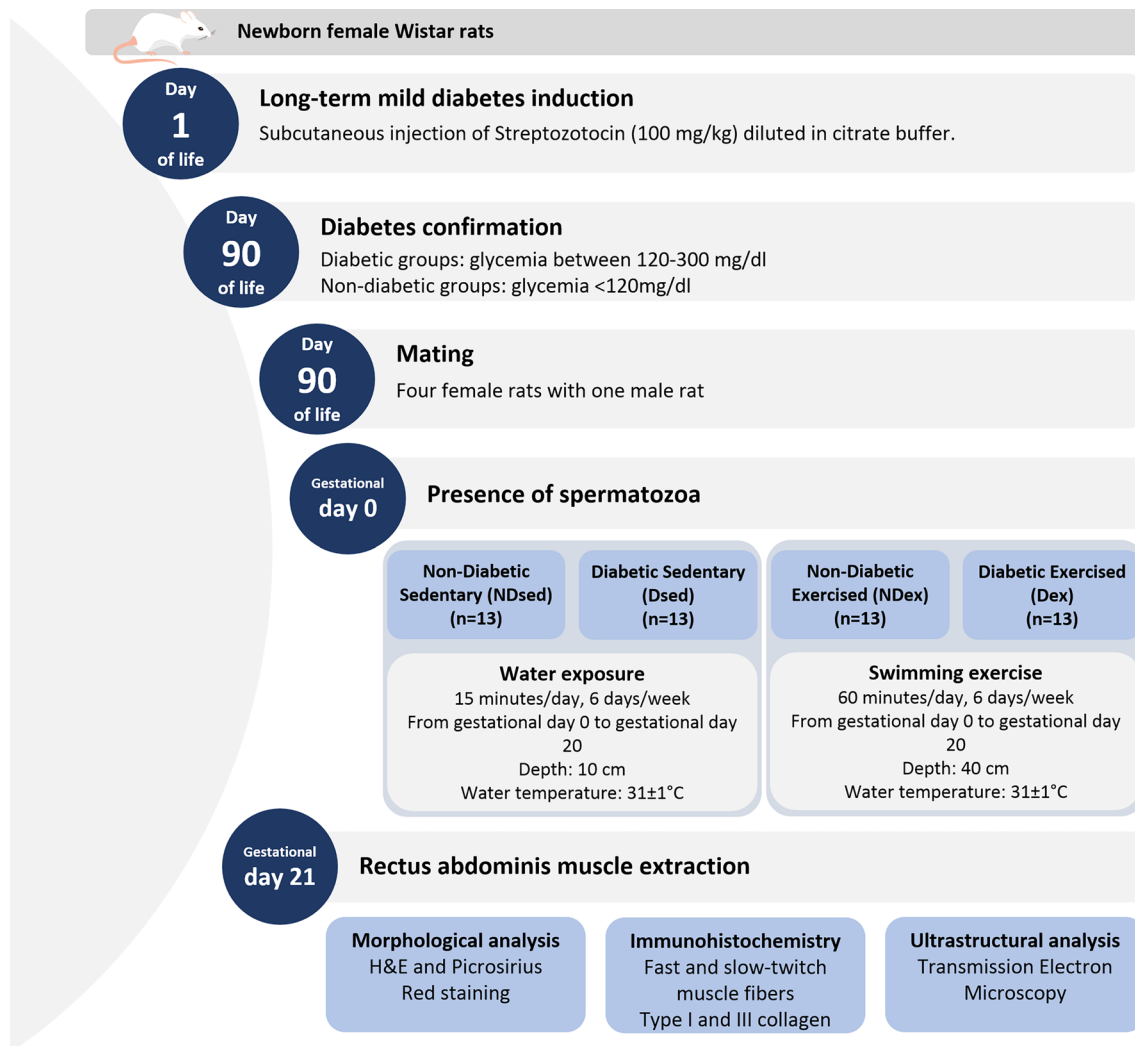 Newborn female Wistar rats
Day
1
of life
Long-term mild diabetes induction
Subcutaneous injection of Streptozotocin (100 mg/kg) diluted in citrate buffer.
Day
90
of life
Diabetes confirmation
Diabetic groups: glycemia between 120-300 mg/dl
Non-diabetic groups: glycemia <120mg/dl
Day
90
of life
Mating
Four female rats with one male rat
Gestational
day 0
Presence of spermatozoa
Non-Diabetic
Sedentary (NDsed)
(n=13)
Diabetic Sedentary
(Dsed)
(n=13)
Non-Diabetic
Exercised (NDex)
(n=13)
Diabetic Exercised
(Dex)
(n=13)
Water exposure
15 minutes/day, 6 days/week
From gestational day 0 to gestational day
20
Depth: 10 cm
Water temperature: 31±1°C
Swimming exercise
60 minutes/day, 6 days/week
From gestational day 0 to gestational day
20
Depth: 40 cm
Water temperature: 31±1°C
Gestational
day 21
Rectus abdominis muscle extraction
Morphological analysis
H&E and Picrosirius
Red staining
Immunohistochemistry
Fast and slow-twitch
muscle fibers
Type I and III collagen
Ultrastructural analysis
Transmission Electron
Microscopy